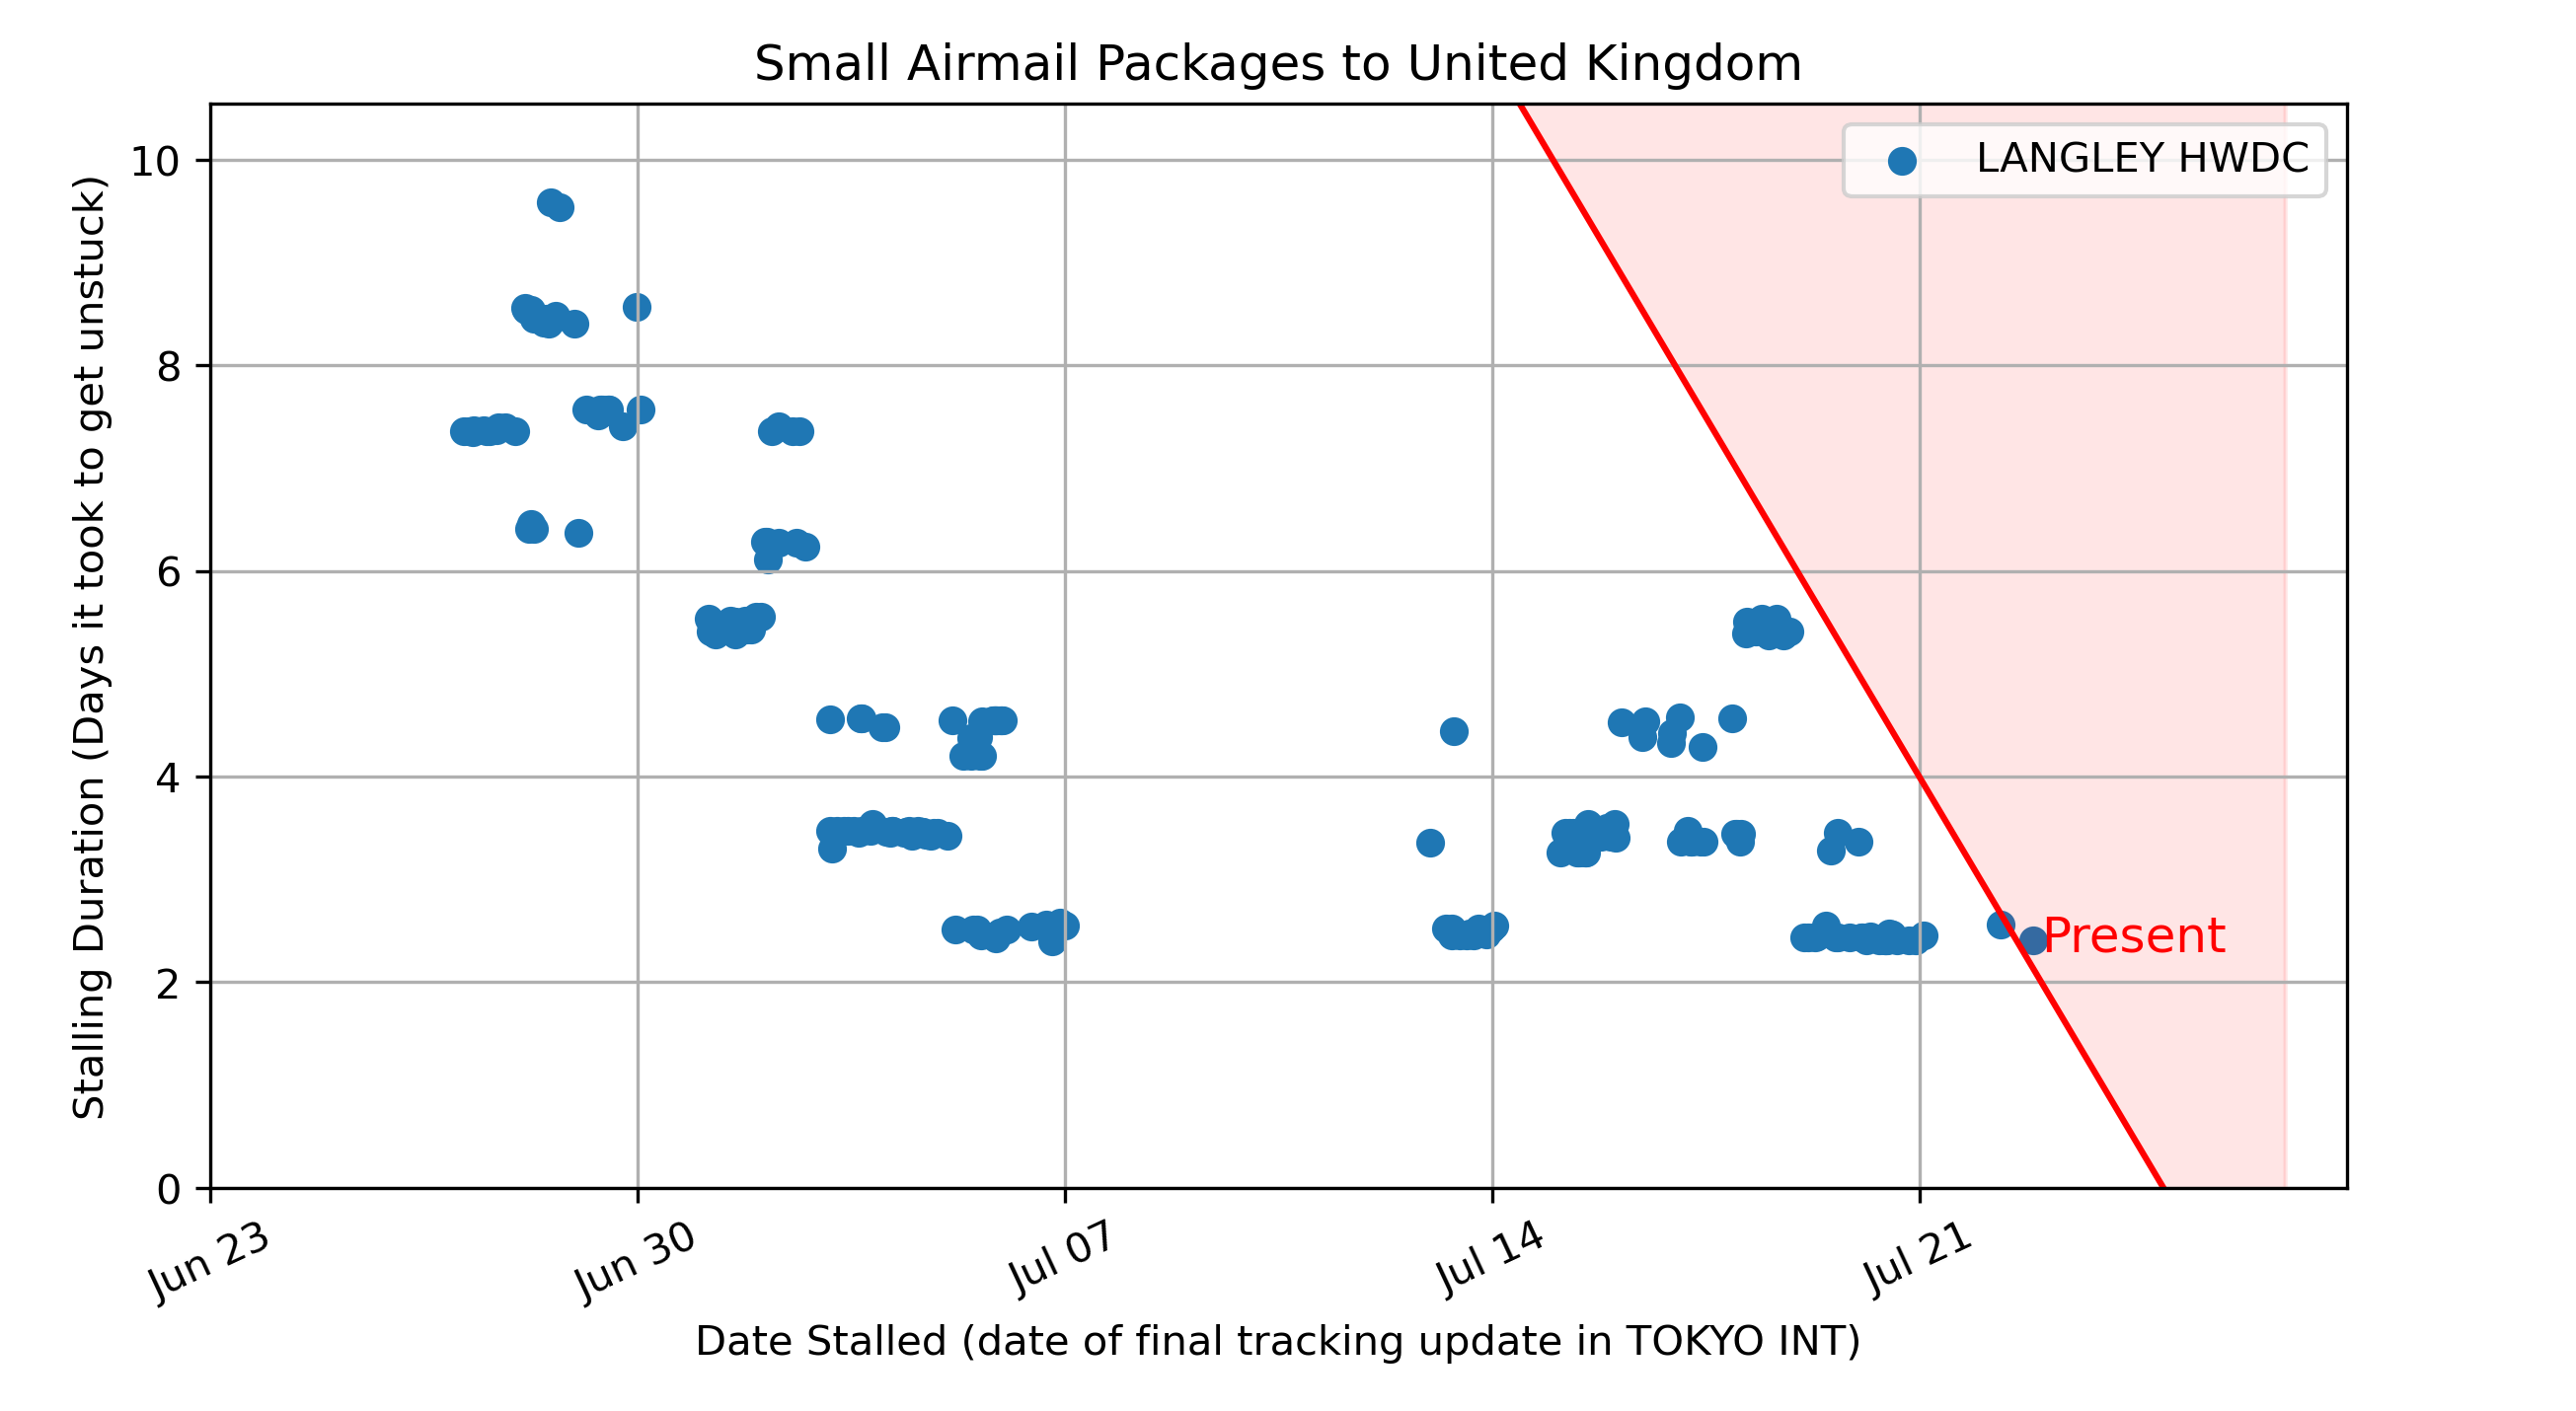 Small Airmail Packages to United Kingdom
LANGLEY HWDC
Stalling Duration (Days it took to get unstuck)
10
8
6
4
2
0
Present
Jun 23
Jun 30
Jul 07
Jul 14
Jul 21
Date Stalled (date of final tracking update in TOKYO INT)